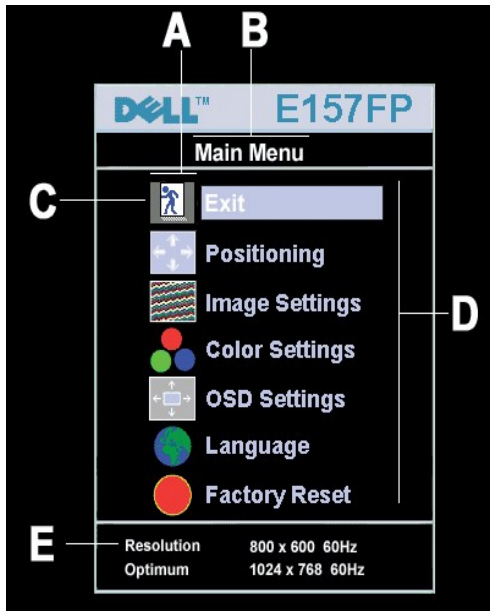 A B
DELL™ E157FP
Main Menu
C Exit
Positioning
Image Settings
D
Color Settings
OSD Settings
Language
Factory Reset
E Resolution 800 x 600 60Hz
Optimum 1024 x 768 60Hz